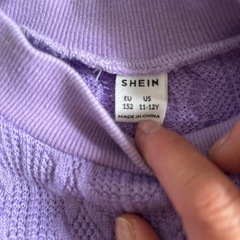 SHEIN
EU US
152 11-12Y
MADE IN CHINA